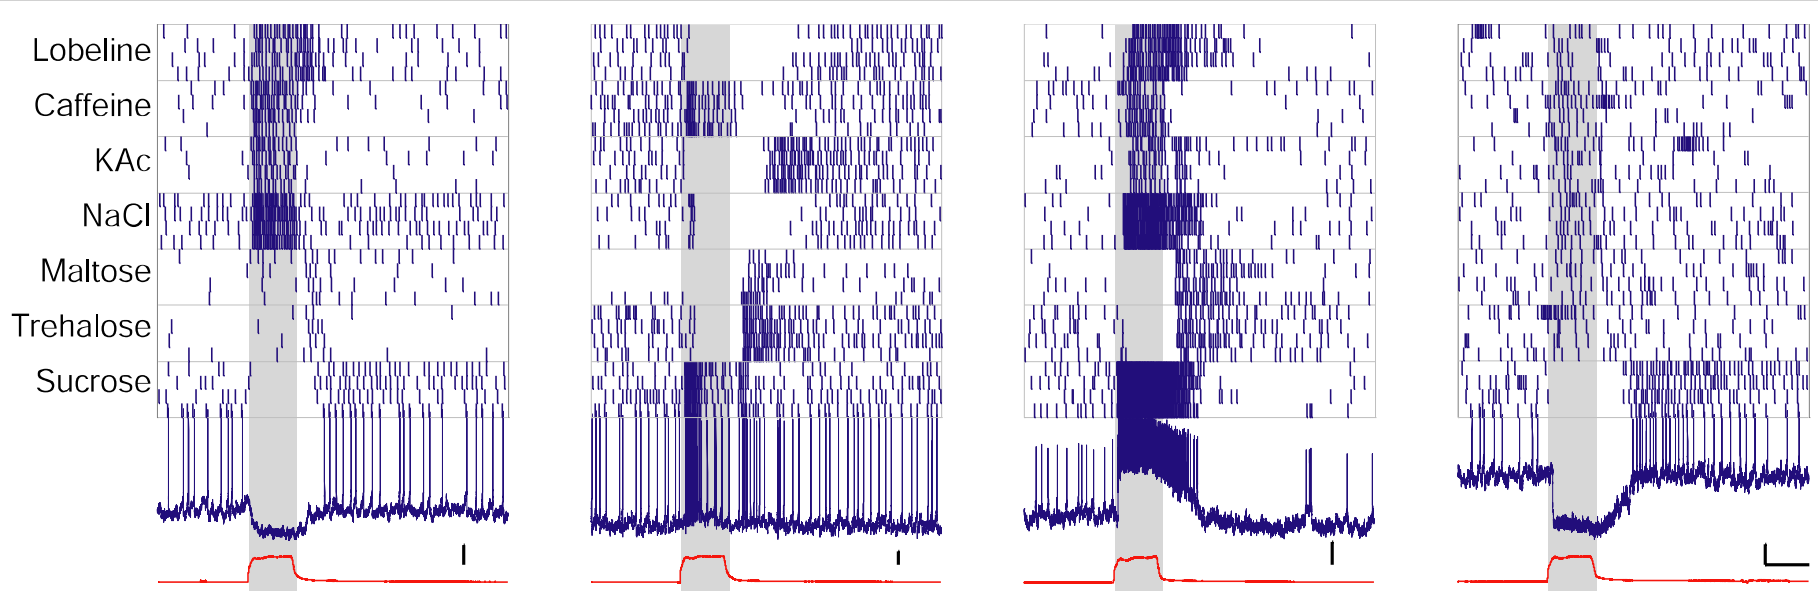 Lobeline
Caffeine
KAc
NaCl
Maltose
Trehalose
Sucrose